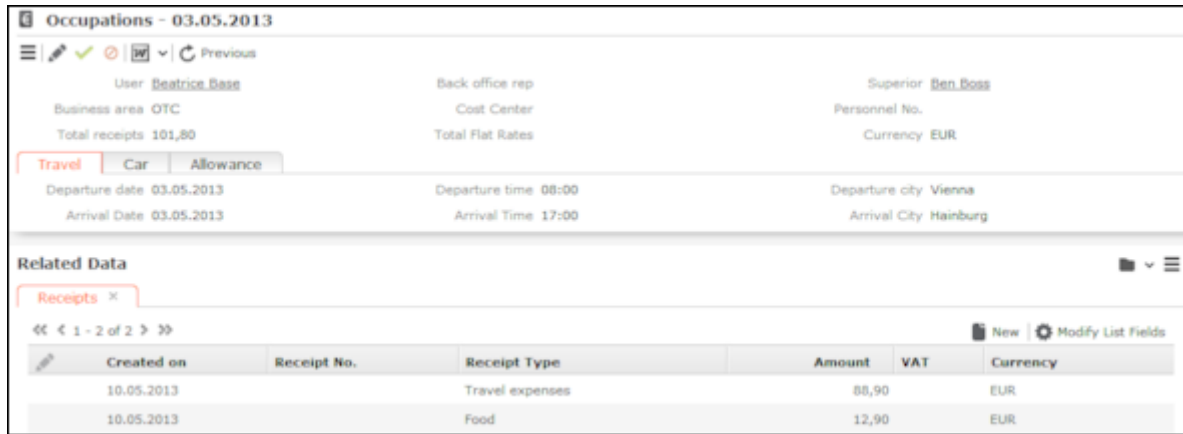 Occupations - 03.05.2013
Previous
User Beatrice Base Back office rep Superior Ben Boss
Business area OTC Cost Center Personnel No.
Total receipts 101,80 Total Flat Rates Currency EUR
Travel Car Allowance
Departure date 03.05.2013 Departure time 08:00 Departure city Vienna
Arrival Date 03.05.2013 Arrival Time 17:00 Arrival City Hainburg
Related Data
Receipts ×
1 - 2 of 2 New Modify List Fields
Created on Receipt No. Receipt Type Amount VAT Currency
10.05.2013 Travel expenses 88,90 EUR
10.05.2013 Food 12,90 EUR